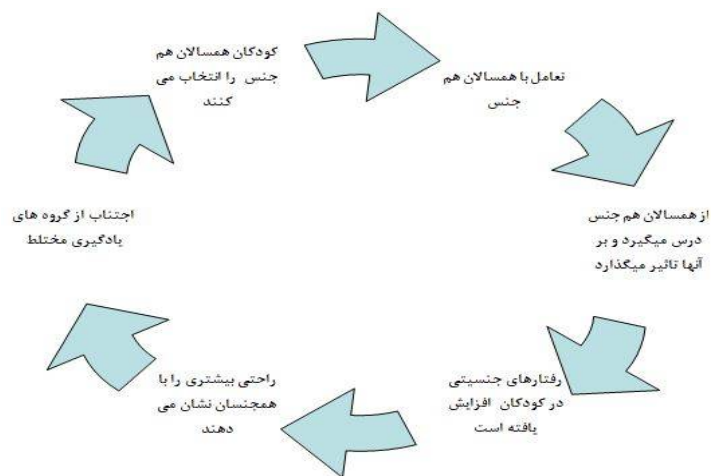 کودکان همسالان هم
جنس را انتخاب می
کنند
تعامل با همسالان هم
جنس
از همسالان هم جنس
درس میگیرد و بر
آنها تاثیر میگذارد
رفتارهای جنسیتی
در کودکان افزایش
یافته است
راحتی بیشتری را با
همجنسان نشان می
دهند
اجتناب از گروه های
یادگیری مختلط